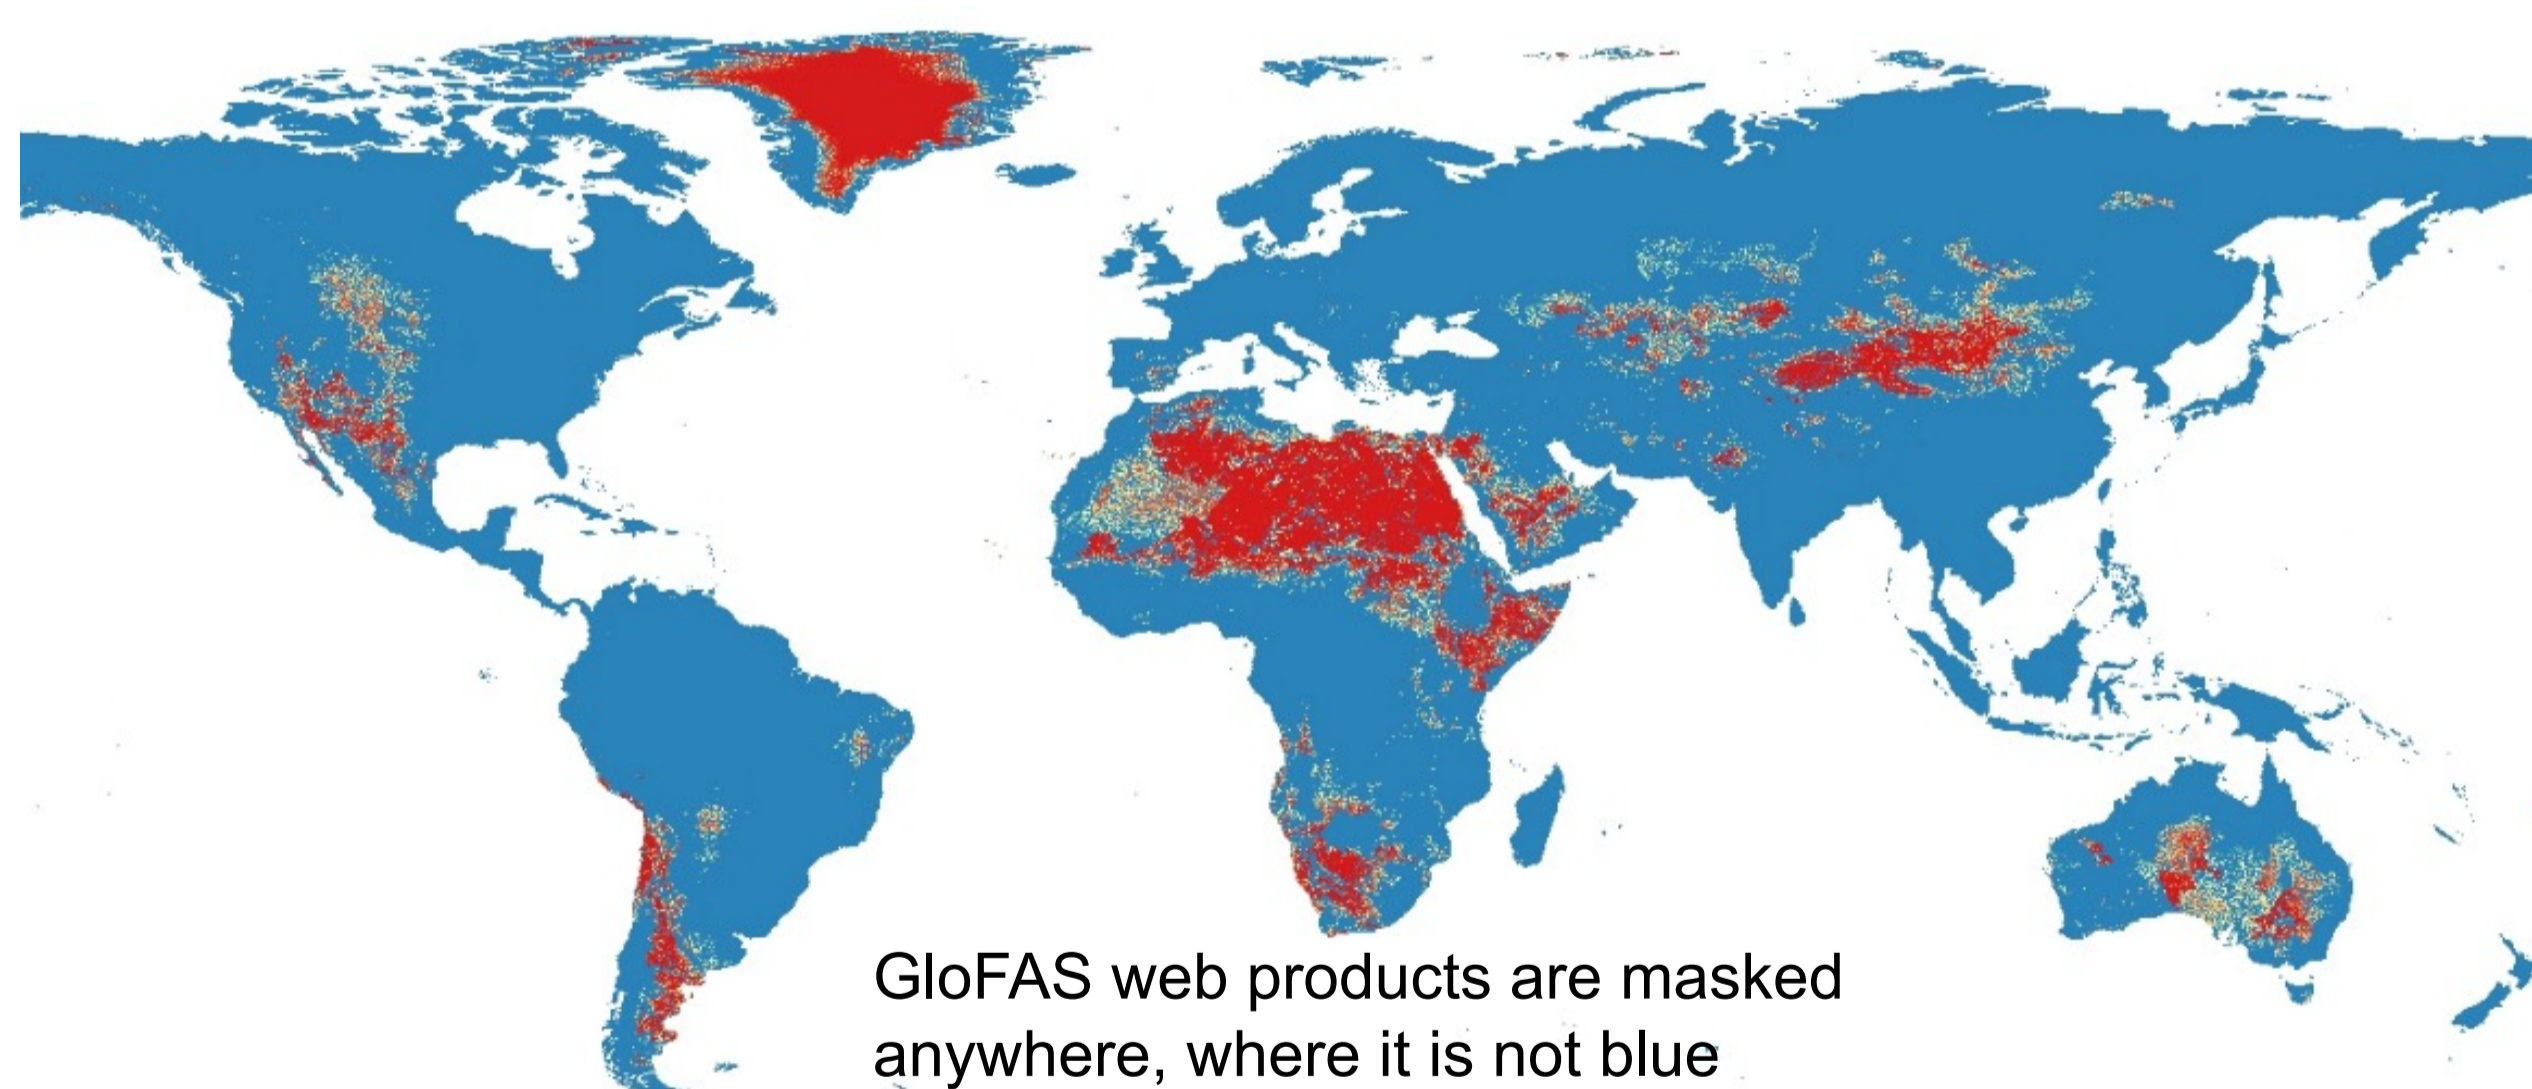 GloFAS web products are masked
anywhere, where it is not blue